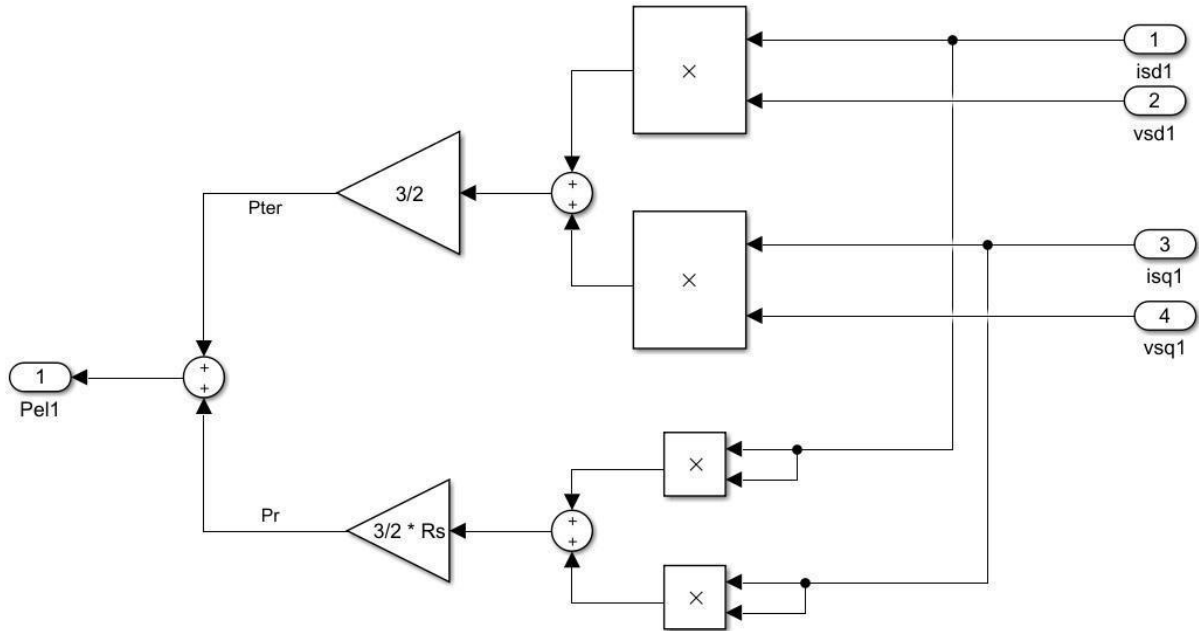 ×
1
isd1
2
vsd1
3/2
Pter
+
+
×
3
isq1
4
vsq1
1
Pel1
+
+
×
Pr
3/2 * Rs
+
+
×